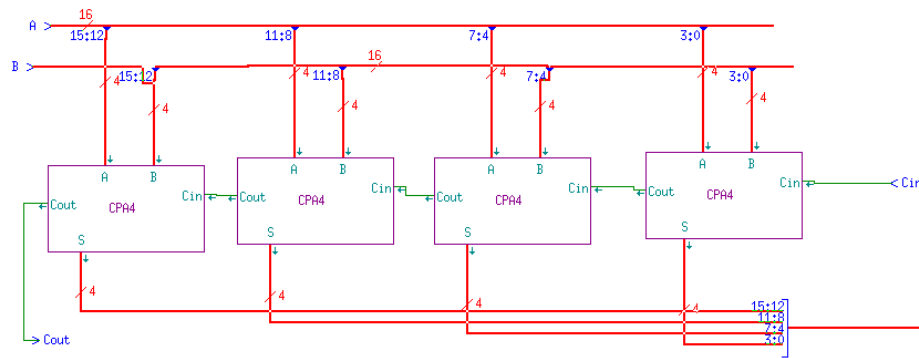 16
A 15:12 11:8 7:4 3:0
16
B 15:12 11:8 7:4 3:0
4 4 4 4
4 4 4 4
A B A B A B A B
Cout CPA4 Cin Cout CPA4 Cin Cout CPA4 Cin Cout CPA4 Cin Cin
S S S S
4 4 4 4
15:12
11:8
7:4
3:0
Cout